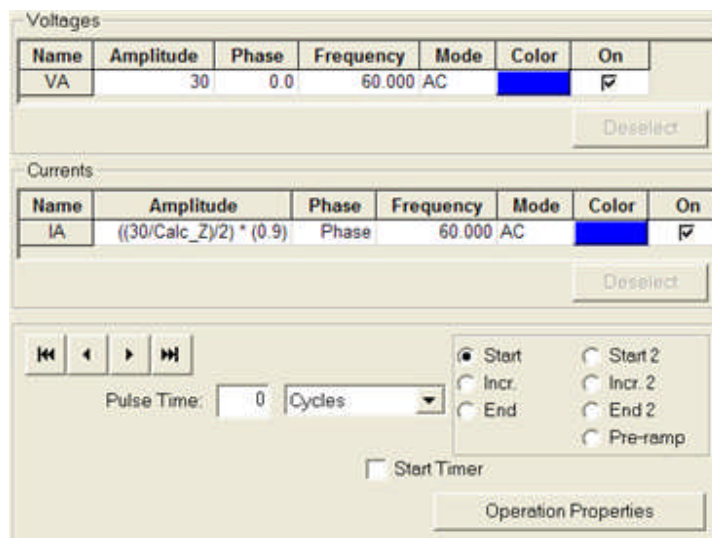 Voltages
Name Amplitude Phase Frequency Mode Color On
VA 30 0.0 60.000 AC
Deselect
Currents
Name Amplitude Phase Frequency Mode Color On
IA ((30/Calc_Z)/2) * (0.9) Phase 60.000 AC
Deselect
Start Start 2
Pulse Time: 0 Cycles Incr. Incr. 2
End End 2
Pre-ramp
Start Timer
Operation Properties